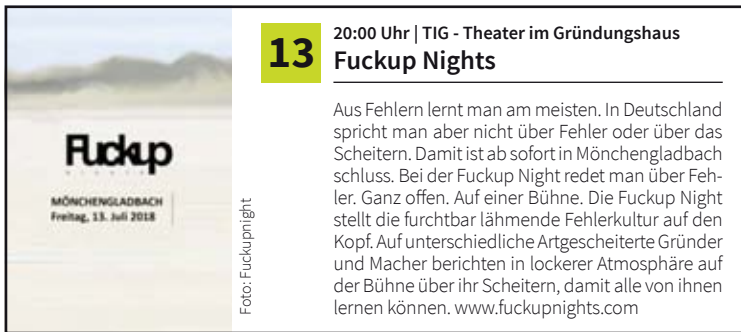 Fuckup
NIGHTS
MÖNCHENGLADBACH
Freitag, 13. Juli 2018
Foto: Fuckupnight
13
20:00 Uhr | TIG - Theater im Gründungshaus
Fuckup Nights
Aus Fehlern lernt man am meisten. In Deutschland
spricht man aber nicht über Fehler oder über das
Scheitern. Damit ist ab sofort in Mönchengladbach
schluss. Bei der Fuckup Night redet man über Feh-
ler. Ganz offen. Auf einer Bühne. Die Fuckup Night
stellt die furchtbar lähmende Fehlerkultur auf den
Kopf. Auf unterschiedliche Artgescheiterte Gründer
und Macher berichten in lockerer Atmosphäre auf
der Bühne über ihr Scheitern, damit alle von ihnen
lernen können. www.fuckupnights.com